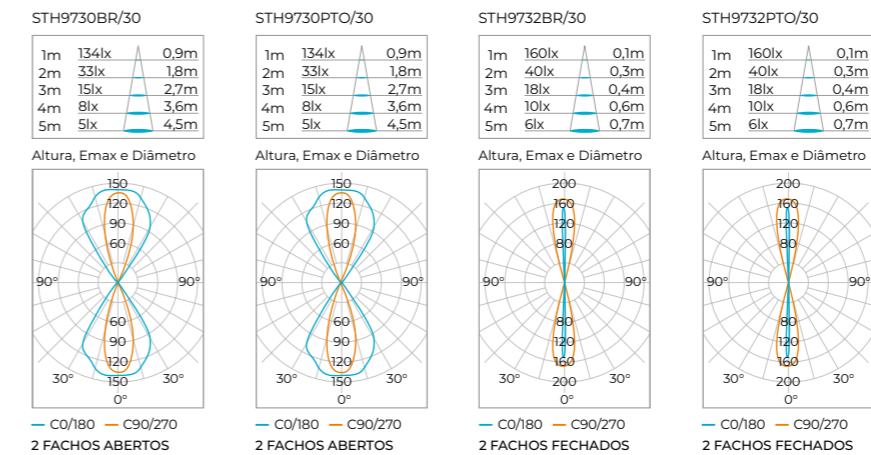 STH9730BR/30
1m 134lx 0,9m
2m 33lx 1,8m
3m 15lx 2,7m
4m 8lx 3,6m
5m 5lx 4,5m
Altura, Emax e Diâmetro
150
120
90
60
90° 90°
60
90
120
30° 150 30°
0°
C0/180 C90/270
2 FACHOS ABERTOS
STH9730PTO/30
1m 134lx 0,9m
2m 33lx 1,8m
3m 15lx 2,7m
4m 8lx 3,6m
5m 5lx 4,5m
Altura, Emax e Diâmetro
150
120
90
60
90° 90°
60
90
120
30° 150 30°
0°
C0/180 C90/270
2 FACHOS ABERTOS
STH9732BR/30
1m 160lx 0,1m
2m 40lx 0,3m
3m 18lx 0,4m
4m 10lx 0,6m
5m 6lx 0,7m
Altura, Emax e Diâmetro
200
160
120
80
90° 90°
80
120
160
30° 200 30°
0°
C0/180 C90/270
2 FACHOS FECHADOS
STH9732PTO/30
1m 160lx 0,1m
2m 40lx 0,3m
3m 18lx 0,4m
4m 10lx 0,6m
5m 6lx 0,7m
Altura, Emax e Diâmetro
200
160
120
80
90° 90°
80
120
160
30° 200 30°
0°
C0/180 C90/270
2 FACHOS FECHADOS